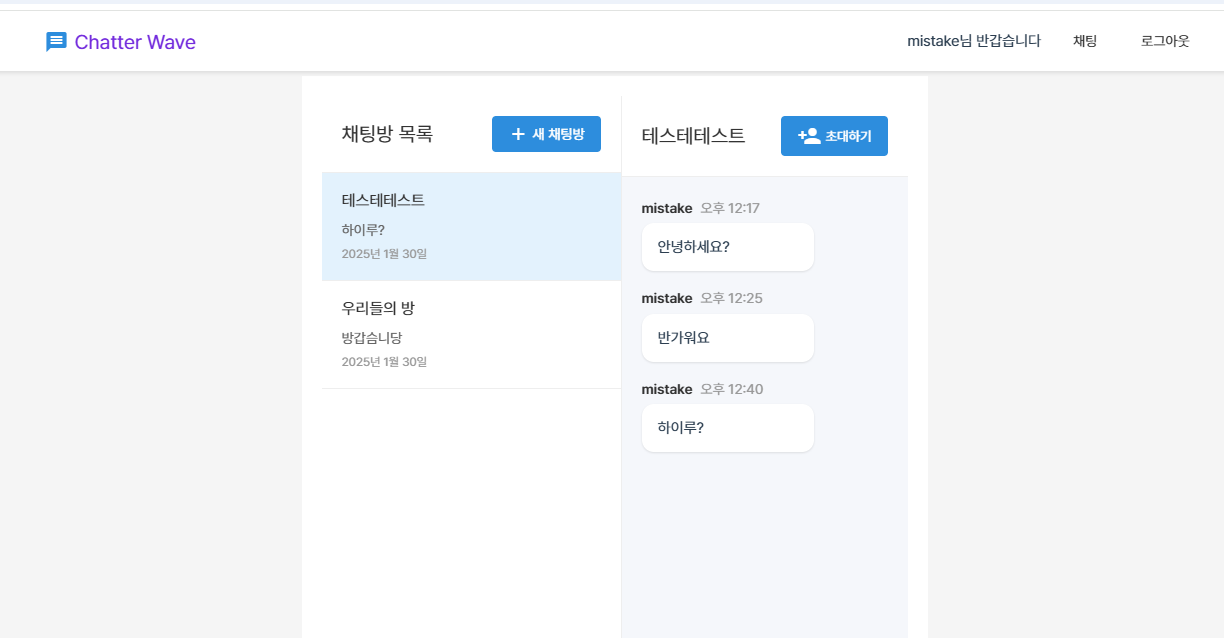 Chatter Wave
mistake님 반갑습니다
채팅
로그아웃
채팅방 목록
새 채팅방
테스테테스트
하이루?
2025년 1월 30일
우리들의 방
방갑슴니당
2025년 1월 30일
테스테테스트
초대하기
mistake 오후 12:17
안녕하세요?
mistake 오후 12:25
반가워요
mistake 오후 12:40
하이루?